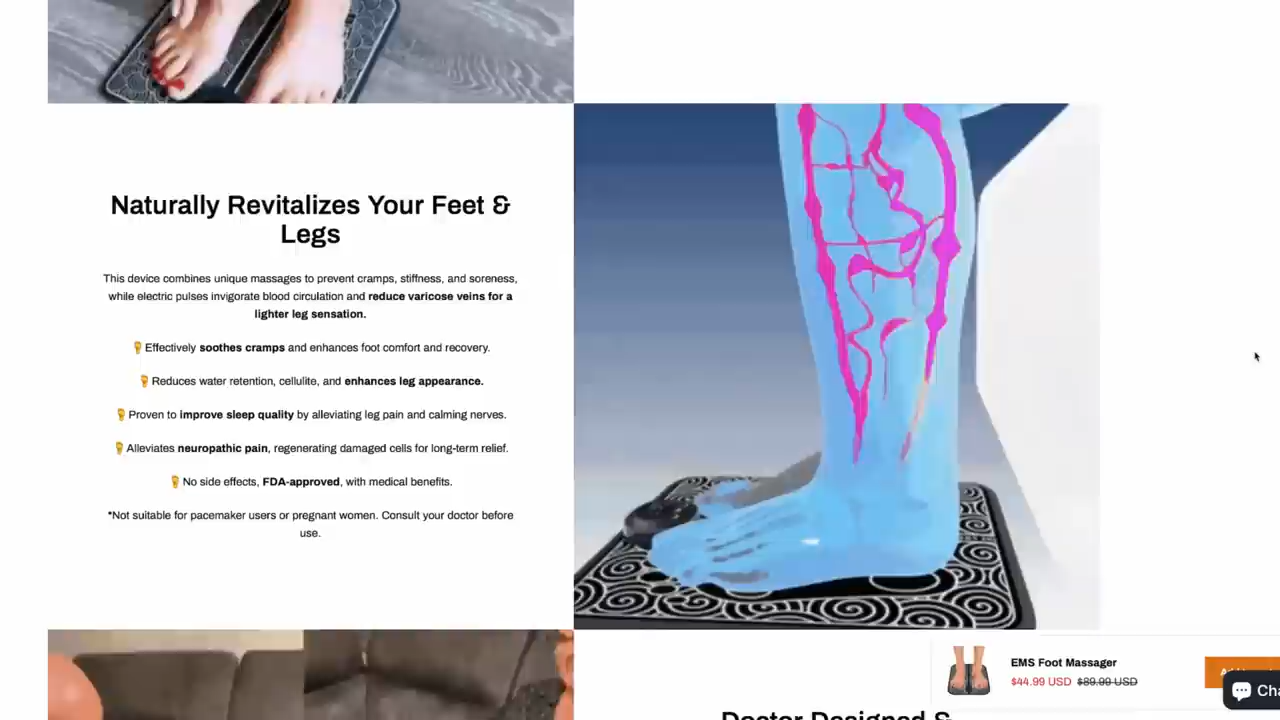 Naturally Revitalizes Your Feet &
Legs
This device combines unique massages to prevent cramps, stiffness, and soreness,
while electric pulses invigorate blood circulation and reduce varicose veins for a
lighter leg sensation.
🦶Effectively soothes cramps and enhances foot comfort and recovery.
🦶Reduces water retention, cellulite, and enhances leg appearance.
🦶Proven to improve sleep quality by alleviating leg pain and calming nerves.
🦶Alleviates neuropathic pain, regenerating damaged cells for long-term relief.
🦶No side effects, FDA-approved, with medical benefits.
*Not suitable for pacemaker users or pregnant women. Consult your doctor before
use.
EMS Foot Massager
$44.99 USD $89.99 USD
Cha
Doctor Designed &